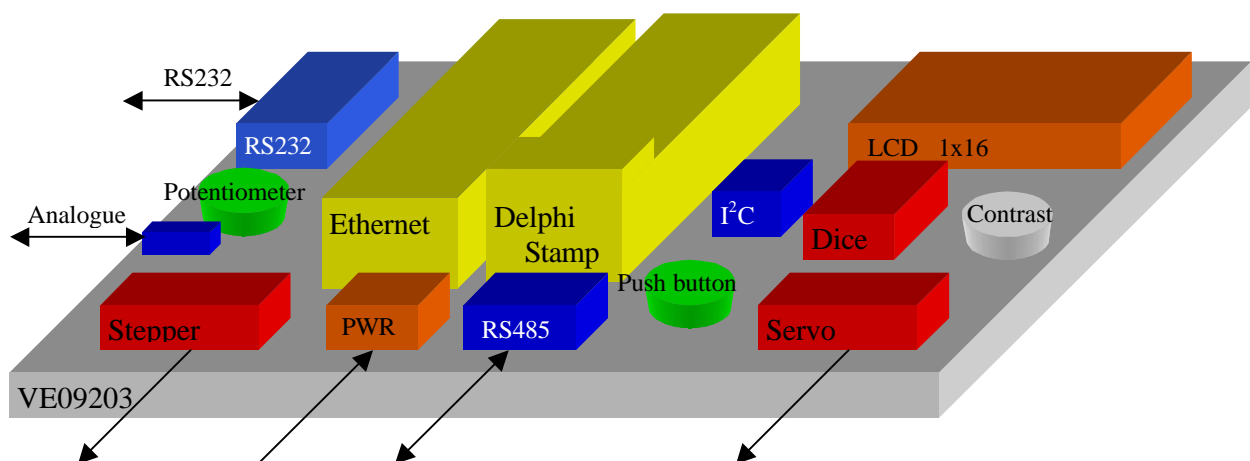 RS232
RS232
LCD 1x16
Potentiometer
Analogue
Ethernet
Delphi
Stamp
I²C
Dice
Contrast
Push button
Stepper
PWR
RS485
Servo
VE09203